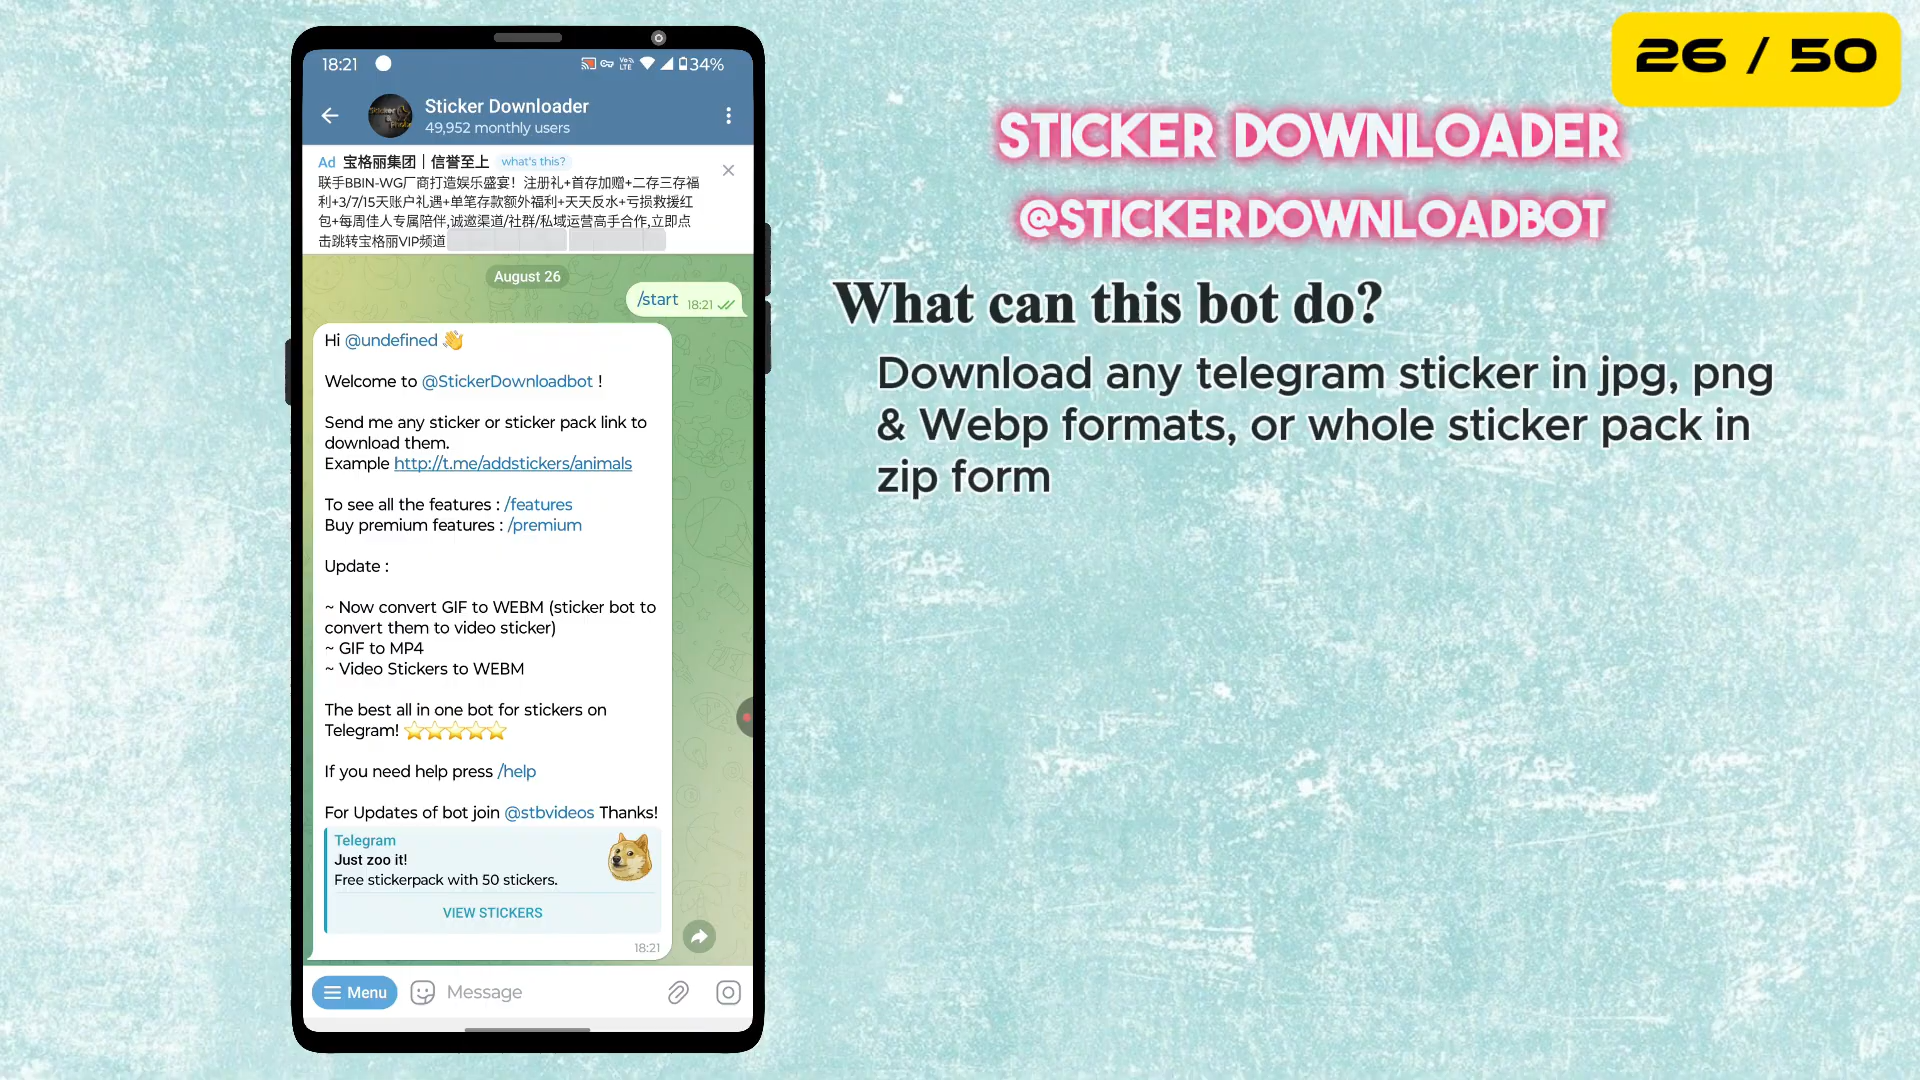 18:21
VoLTE
34%
Sticker Downloader
49,952 monthly users
Ad 宝格丽集团｜信誉至上 what's this?
联手BBIN-WG厂商打造娱乐盛宴！注册礼+首存加赠+二存三存福
利+3/7/15天账户礼遇+单笔存款额外福利+天天反水+亏损救援红
包+每周佳人专属陪伴,诚邀渠道/社群/私域运营高手合作,立即点
击跳转宝格丽VIP频道
August 26
/start 18:21
Hi @undefined 👋
Welcome to @StickerDownloadbot !
Send me any sticker or sticker pack link to
download them.
Example http://t.me/addstickers/animals
To see all the features : /features
Buy premium features : /premium
Update :
~ Now convert GIF to WEBM (sticker bot to
convert them to video sticker)
~ GIF to MP4
~ Video Stickers to WEBM
The best all in one bot for stickers on
Telegram! ⭐⭐⭐⭐⭐
If you need help press /help
For Updates of bot join @stbvideos Thanks!
Telegram
Just zoo it!
Free stickerpack with 50 stickers.
VIEW STICKERS
18:21
Menu
Message
26 / 50
STICKER DOWNLOADER
@STICKERDOWNLOADBOT
What can this bot do?
Download any telegram sticker in jpg, png
& Webp formats, or whole sticker pack in
zip form